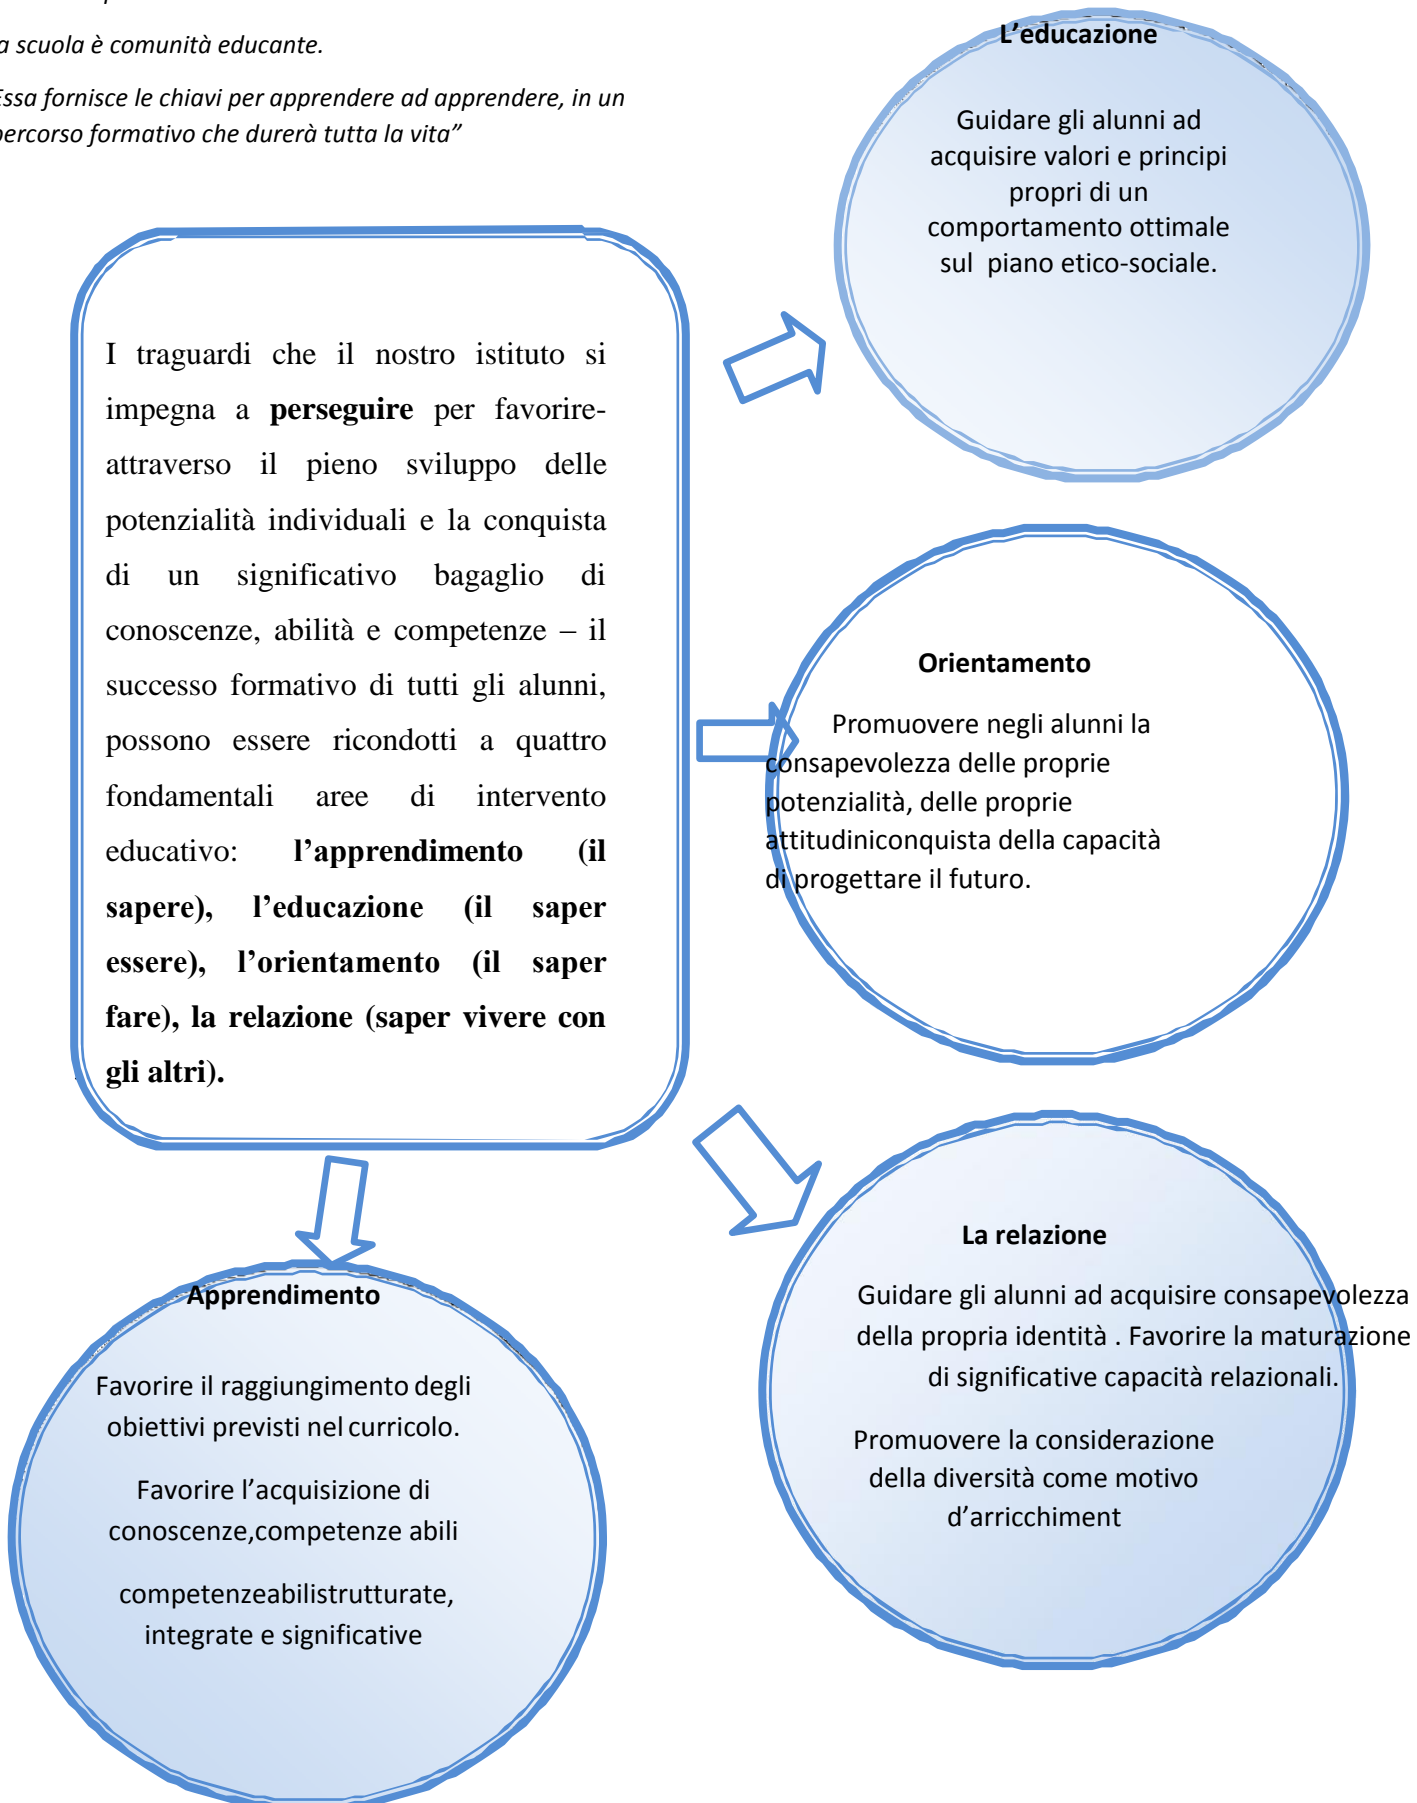 a scuola è comunità educante.
Essa fornisce le chiavi per apprendere ad apprendere, in un
percorso formativo che durerà tutta la vita”
L’educazione
Guidare gli alunni ad
acquisire valori e principi
propri di un
comportamento ottimale
sul piano etico-sociale.
I traguardi che il nostro istituto si
impegna a perseguire per favorire-
attraverso il pieno sviluppo delle
potenzialità individuali e la conquista
di un significativo bagaglio di
conoscenze, abilità e competenze – il
successo formativo di tutti gli alunni,
possono essere ricondotti a quattro
fondamentali aree di intervento
educativo: l’apprendimento (il
sapere), l’educazione (il saper
essere), l’orientamento (il saper
fare), la relazione (saper vivere con
gli altri).
Orientamento
Promuovere negli alunni la
consapevolezza delle proprie
potenzialità, delle proprie
attitudiniconquista della capacità
di progettare il futuro.
La relazione
Guidare gli alunni ad acquisire consapevolezza
della propria identità . Favorire la maturazione
di significative capacità relazionali.
Promuovere la considerazione
della diversità come motivo
d’arricchiment
Apprendimento
Favorire il raggiungimento degli
obiettivi previsti nel curricolo.
Favorire l’acquisizione di
conoscenze,competenze abili
competenzeabilistrutturate,
integrate e significative